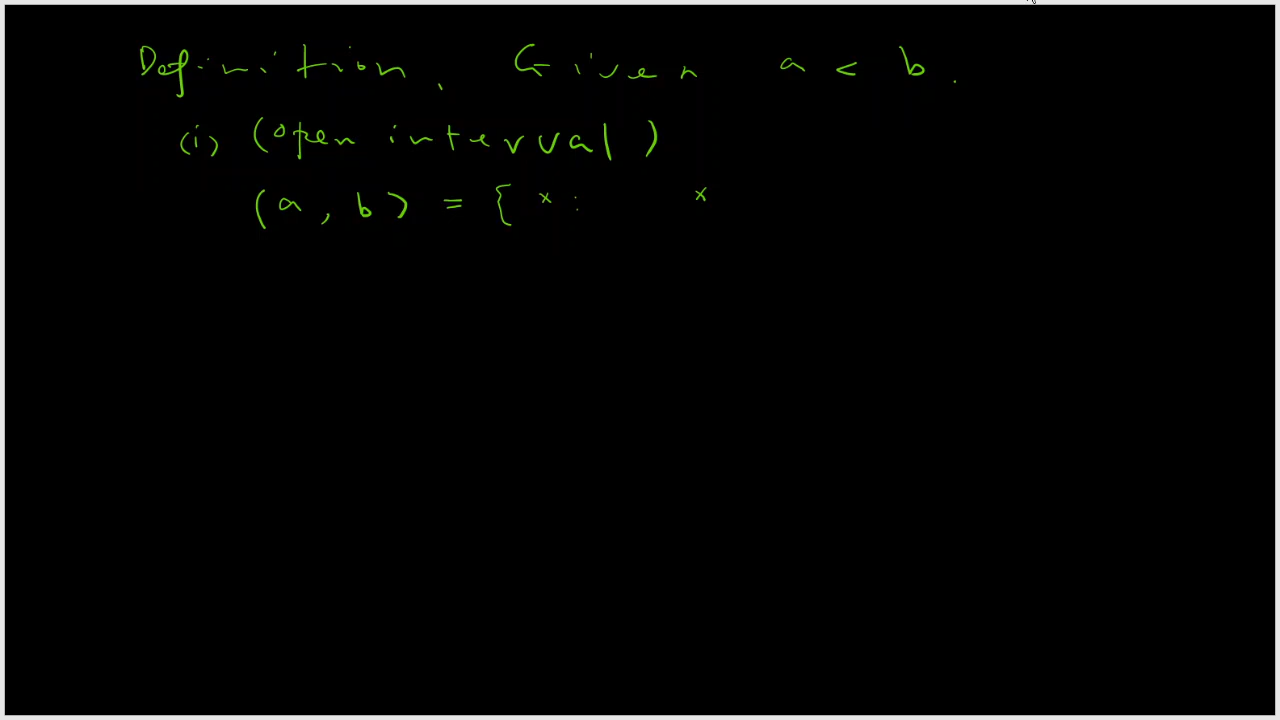 Definition. Given a < b.
(i) (open interval)
(a, b) = { x : x